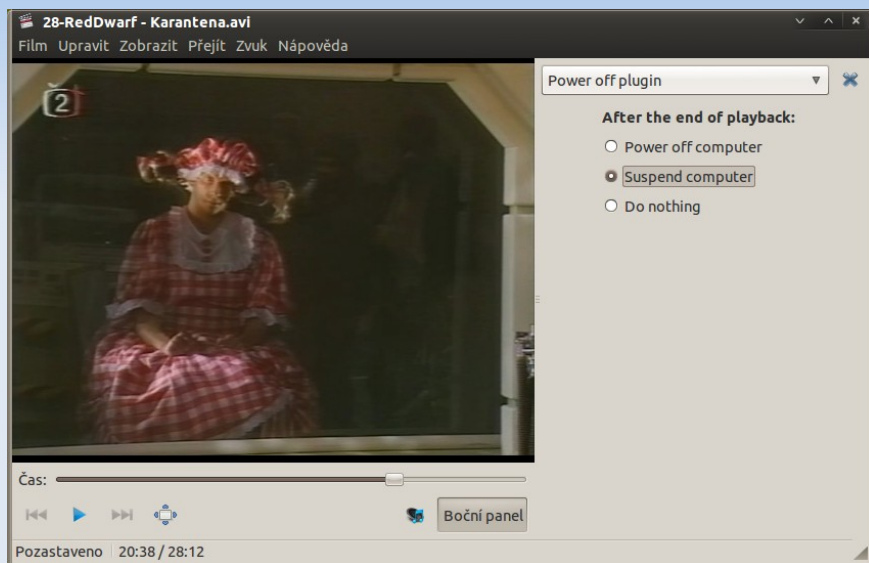 28-RedDwarf - Karantena.avi
Film Upravit Zobrazit Přejít Zvuk Nápověda
2
Power off plugin
After the end of playback:
Power off computer
Suspend computer
Do nothing
Čas:
Boční panel
Pozastaveno 20:38 / 28:12